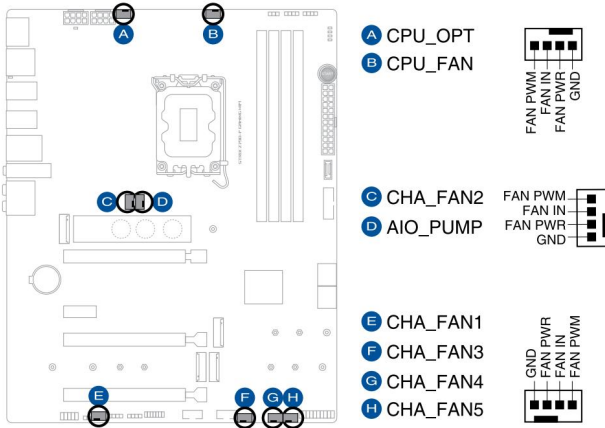 A CPU_OPT
B CPU_FAN
FAN PWM
FAN IN
FAN PWR
GND
A
B
C
D
C CHA_FAN2
D AIO_PUMP
FAN PWM
FAN IN
FAN PWR
GND
E CHA_FAN1
F CHA_FAN3
G CHA_FAN4
H CHA_FAN5
GND
FAN PWR
FAN IN
FAN PWM
E
F
G
H